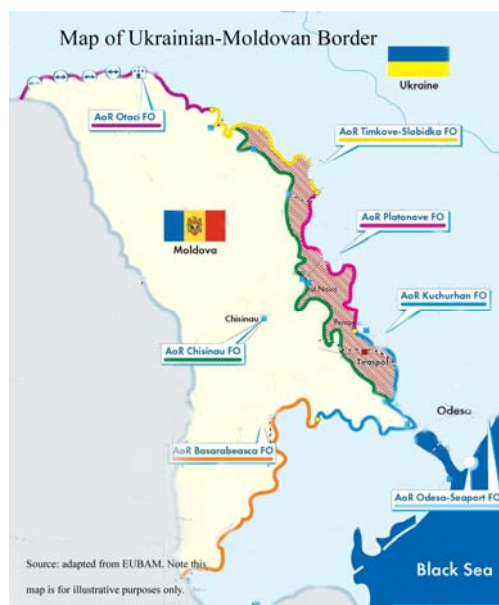 Map of Ukrainian-Moldovan Border
Ukraine
AoR Otaci FO
AoR Timkove-Slobidka FO
Moldova
AoR Platonove FO
AoR Kuchurhan FO
Chisinau
AoR Chisinau FO
Tiraspol
Odesa
AoR Basarabeasca FO
AoR Odesa-Seaport FO
Black Sea
Source: adapted from EUBAM. Note this
map is for illustrative purposes only.